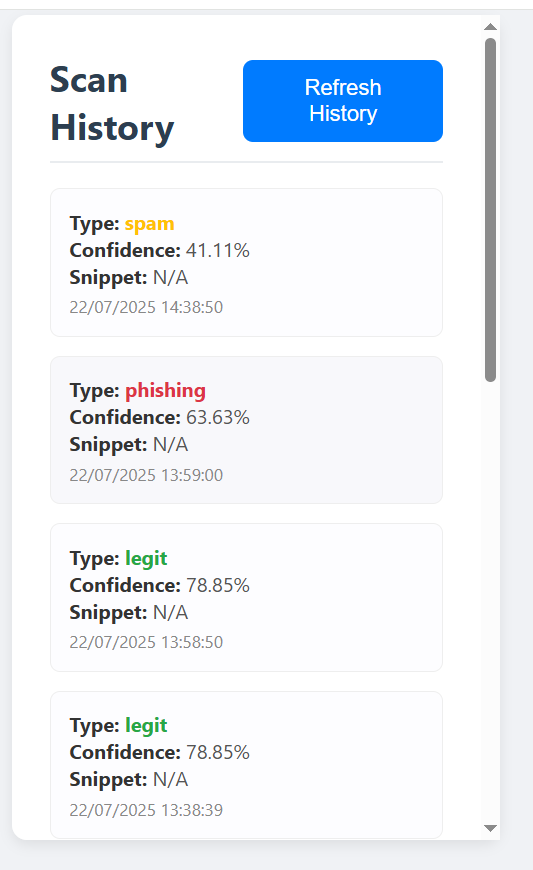 Scan
History
Refresh
History
Type: spam
Confidence: 41.11%
Snippet: N/A
22/07/2025 14:38:50
Type: phishing
Confidence: 63.63%
Snippet: N/A
22/07/2025 13:59:00
Type: legit
Confidence: 78.85%
Snippet: N/A
22/07/2025 13:58:50
Type: legit
Confidence: 78.85%
Snippet: N/A
22/07/2025 13:38:39